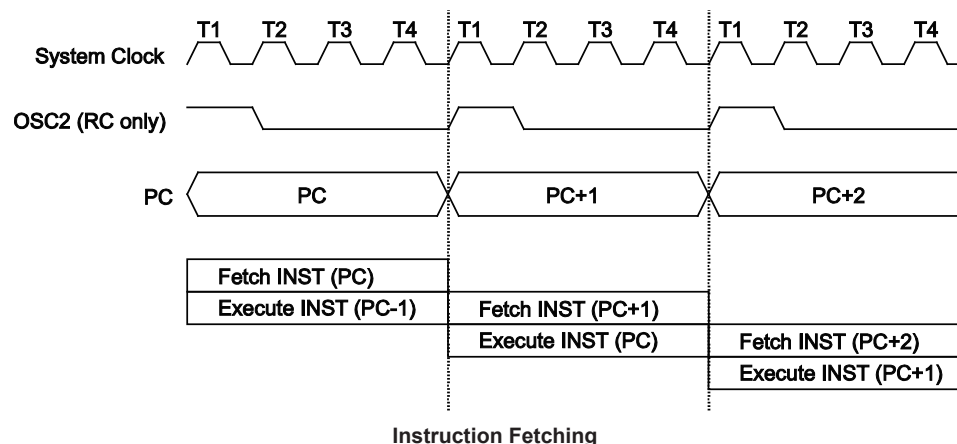 T1 T2 T3 T4 T1 T2 T3 T4 T1 T2 T3 T4
System Clock
OSC2 (RC only)
PC PC PC+1 PC+2
Fetch INST (PC)
Execute INST (PC-1) Fetch INST (PC+1)
Execute INST (PC) Fetch INST (PC+2)
Execute INST (PC+1)
Instruction Fetching